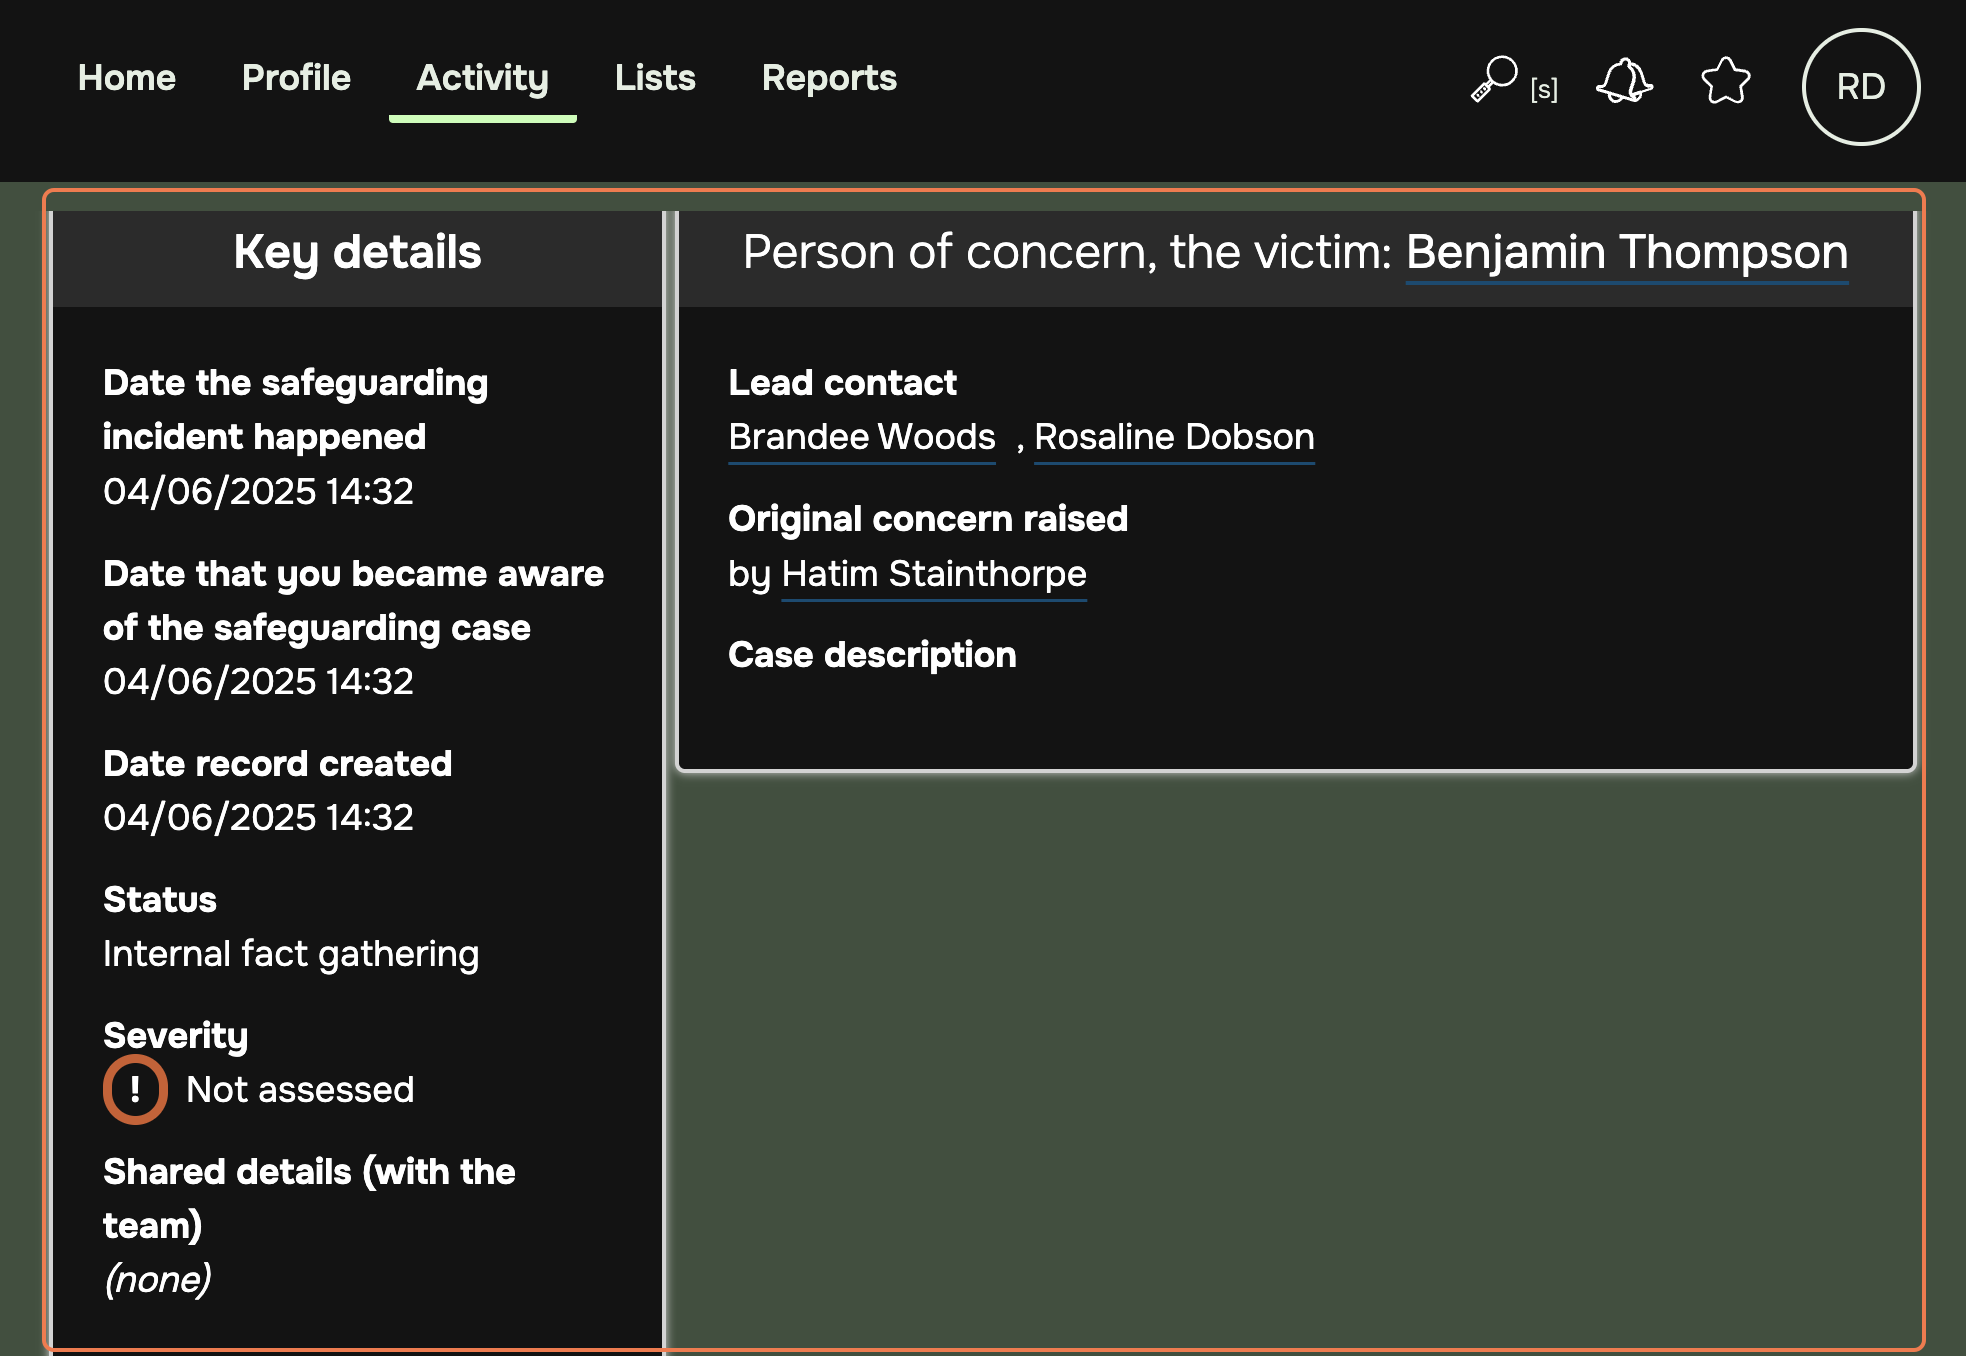 Home Profile Activity Lists Reports [s] RD
Key details
Date the safeguarding
incident happened
04/06/2025 14:32
Date that you became aware
of the safeguarding case
04/06/2025 14:32
Date record created
04/06/2025 14:32
Status
Internal fact gathering
Severity
! Not assessed
Shared details (with the
team)
(none)
Person of concern, the victim: Benjamin Thompson
Lead contact
Brandee Woods , Rosaline Dobson
Original concern raised
by Hatim Stainthorpe
Case description